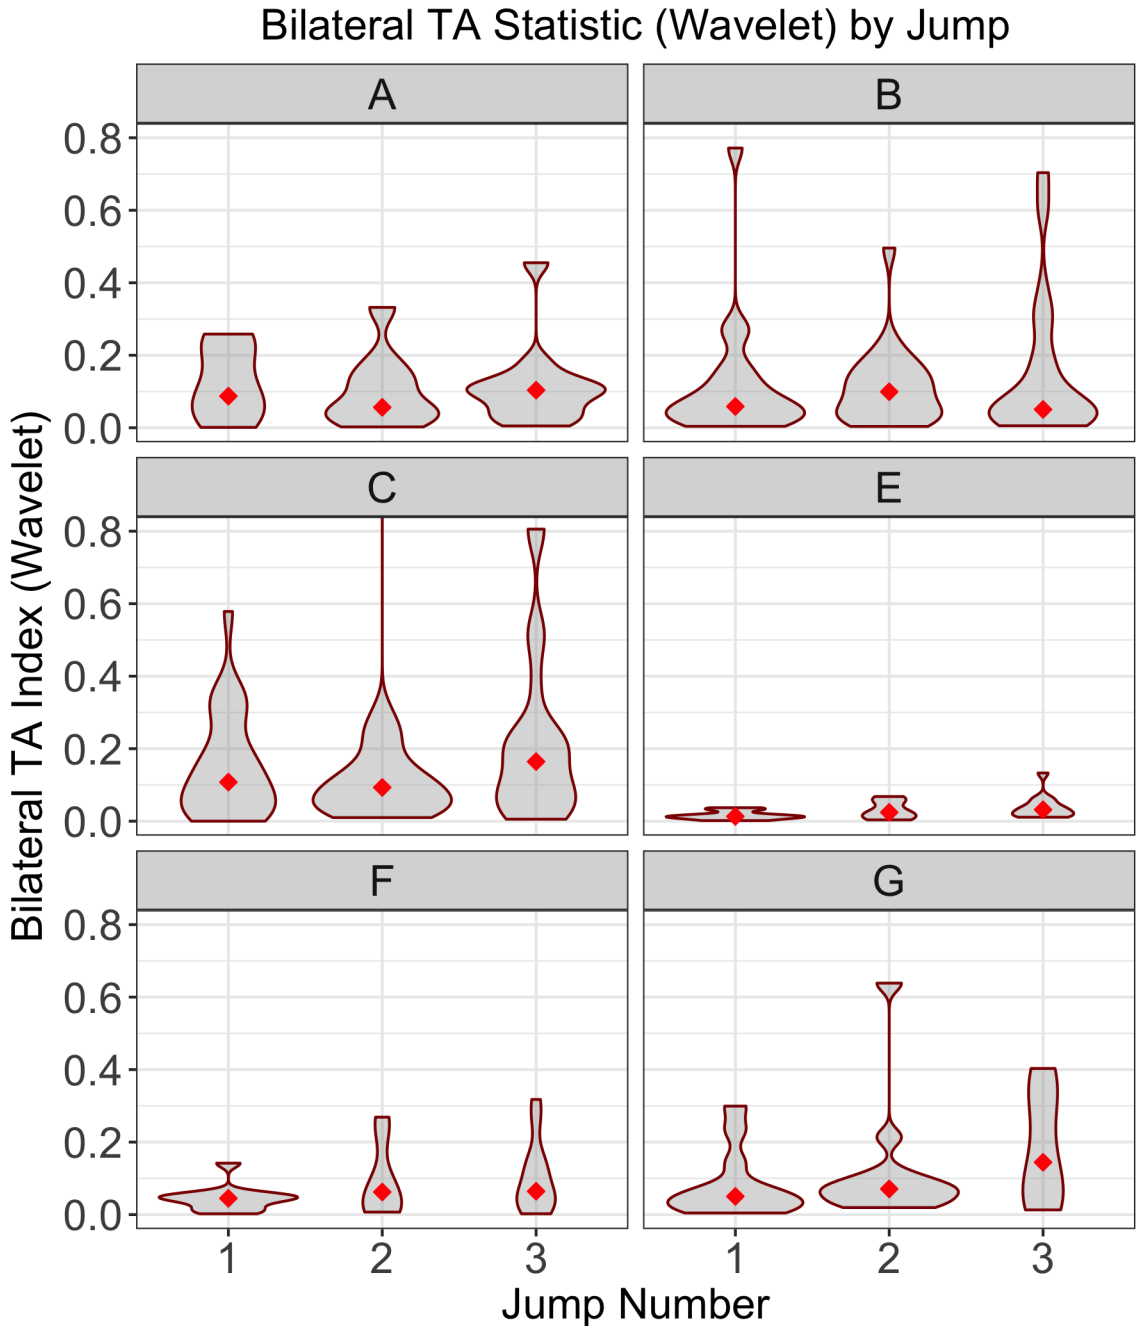 Bilateral TA Statistic (Wavelet) by Jump
A
B
0.8
0.6
0.4
0.2
0.0
C
E
0.8
0.6
0.4
0.2
0.0
F
G
0.8
0.6
0.4
0.2
0.0
Bilateral TA Index (Wavelet)
1 2 3 1 2 3
Jump Number